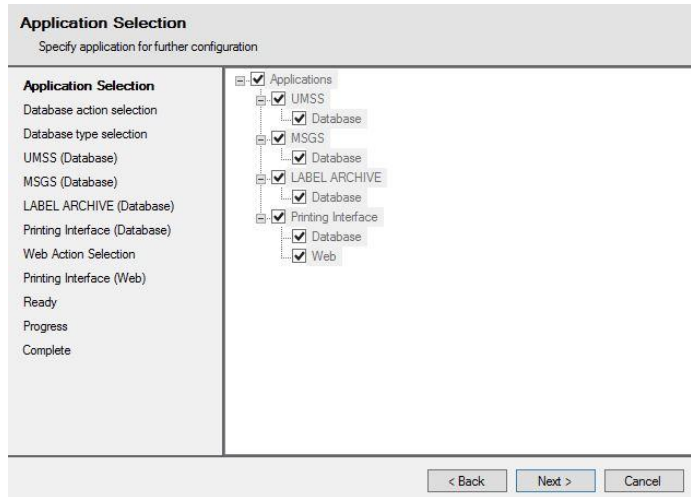 Application Selection
Specify application for further configuration
Application Selection
Database action selection
Database type selection
UMSS (Database)
MSGS (Database)
LABEL ARCHIVE (Database)
Printing Interface (Database)
Web Action Selection
Printing Interface (Web)
Ready
Progress
Complete
Applications
UMSS
Database
MSGS
Database
LABEL ARCHIVE
Database
Printing Interface
Database
Web
< Back
Next >
Cancel